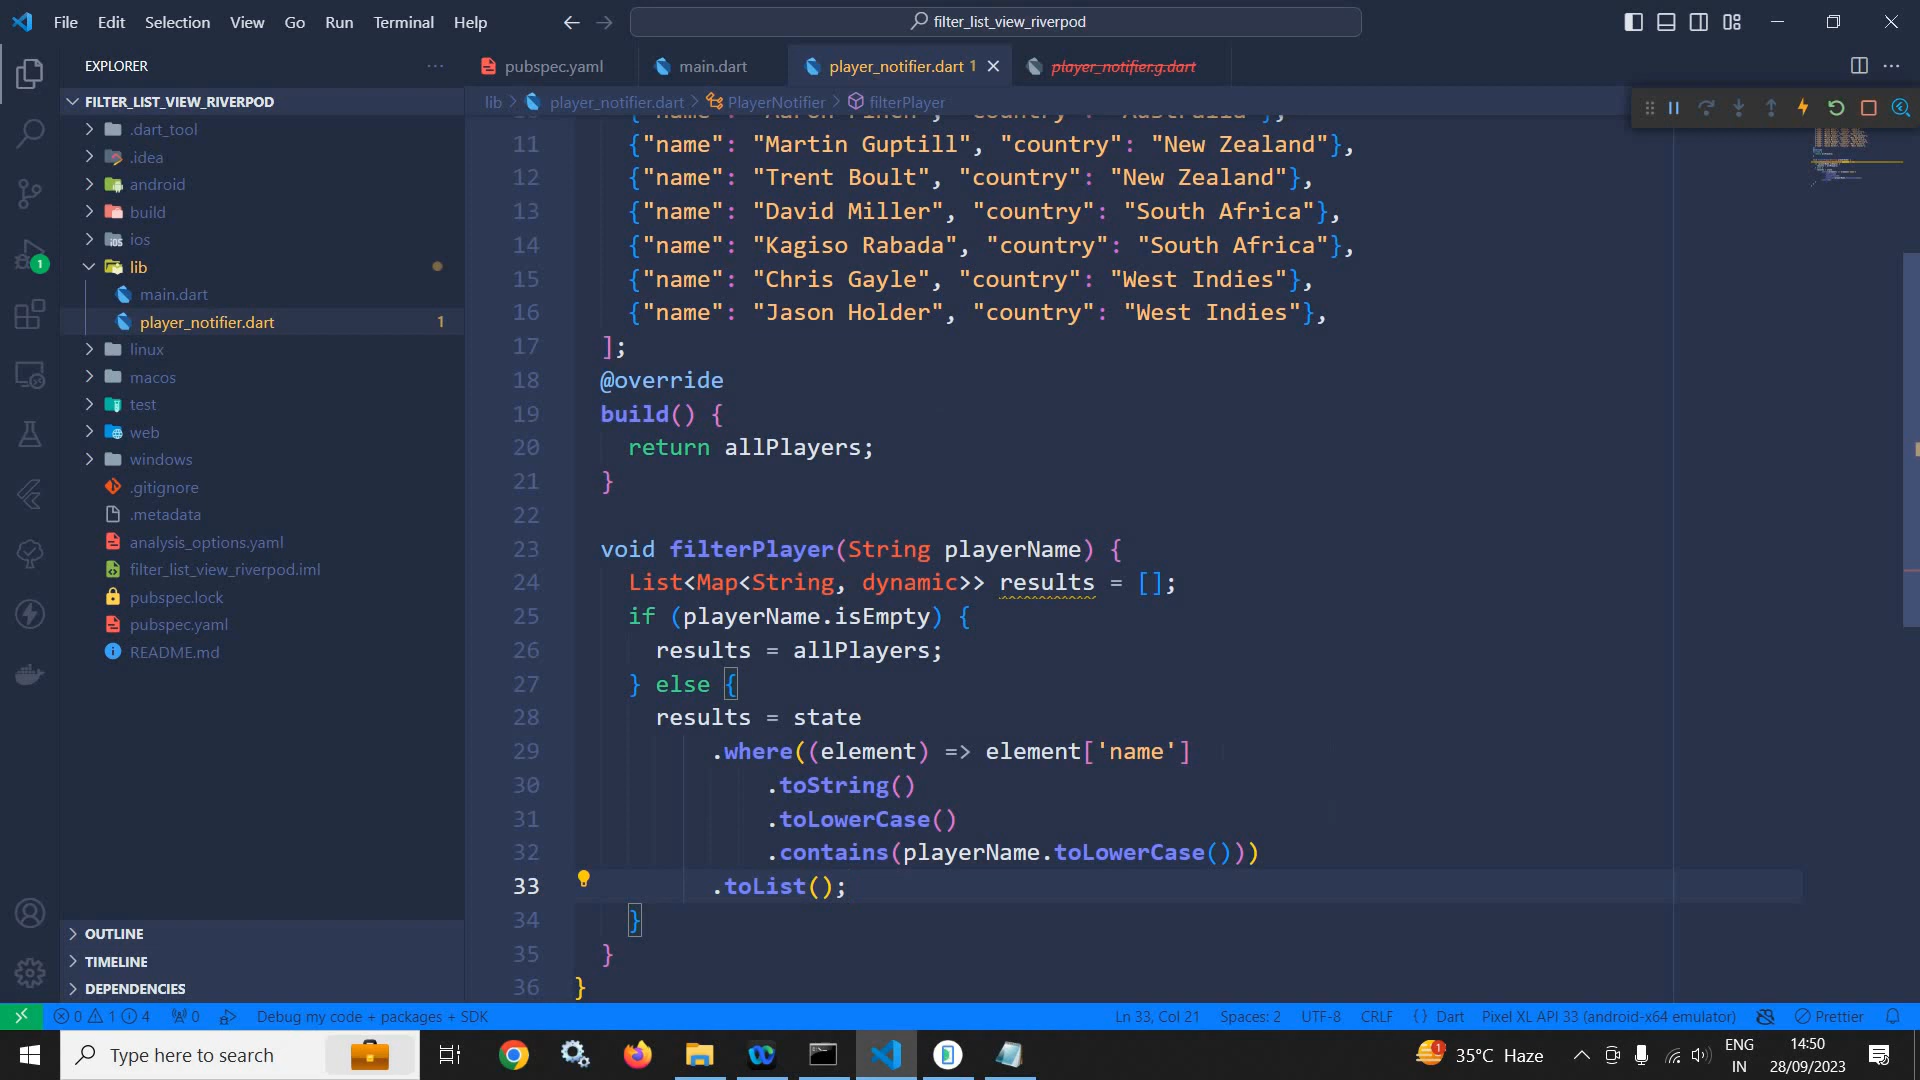 File Edit Selection View Go Run Terminal Help
filter_list_view_riverpod
EXPLORER
FILTER_LIST_VIEW_RIVERPOD
.dart_tool
.idea
android
build
ios
lib
main.dart
player_notifier.dart 1
linux
macos
test
web
windows
.gitignore
.metadata
analysis_options.yaml
filter_list_view_riverpod.iml
pubspec.lock
pubspec.yaml
README.md
OUTLINE
TIMELINE
DEPENDENCIES
1
pubspec.yaml main.dart player_notifier.dart 1 player_notifier.g.dart
lib > player_notifier.dart > PlayerNotifier > filterPlayer
10 {"name": "Aaron Finch", "country": "Australia"},
11 {"name": "Martin Guptill", "country": "New Zealand"},
12 {"name": "Trent Boult", "country": "New Zealand"},
13 {"name": "David Miller", "country": "South Africa"},
14 {"name": "Kagiso Rabada", "country": "South Africa"},
15 {"name": "Chris Gayle", "country": "West Indies"},
16 {"name": "Jason Holder", "country": "West Indies"},
17 ];
18 @override
19 build() {
20 return allPlayers;
21 }
22
23 void filterPlayer(String playerName) {
24 List<Map<String, dynamic>> results = [];
25 if (playerName.isEmpty) {
26 results = allPlayers;
27 } else {
28 results = state
29 .where((element) => element['name']
30 .toString()
31 .toLowerCase()
32 .contains(playerName.toLowerCase()))
33 .toList();
34 }
35 }
36 }
0 1 4 0 Debug my code + packages + SDK Ln 33, Col 21 Spaces: 2 UTF-8 CRLF {} Dart Pixel XL API 33 (android-x64 emulator) Prettier
Type here to search
1 35°C Haze
ENG
IN
14:50
28/09/2023